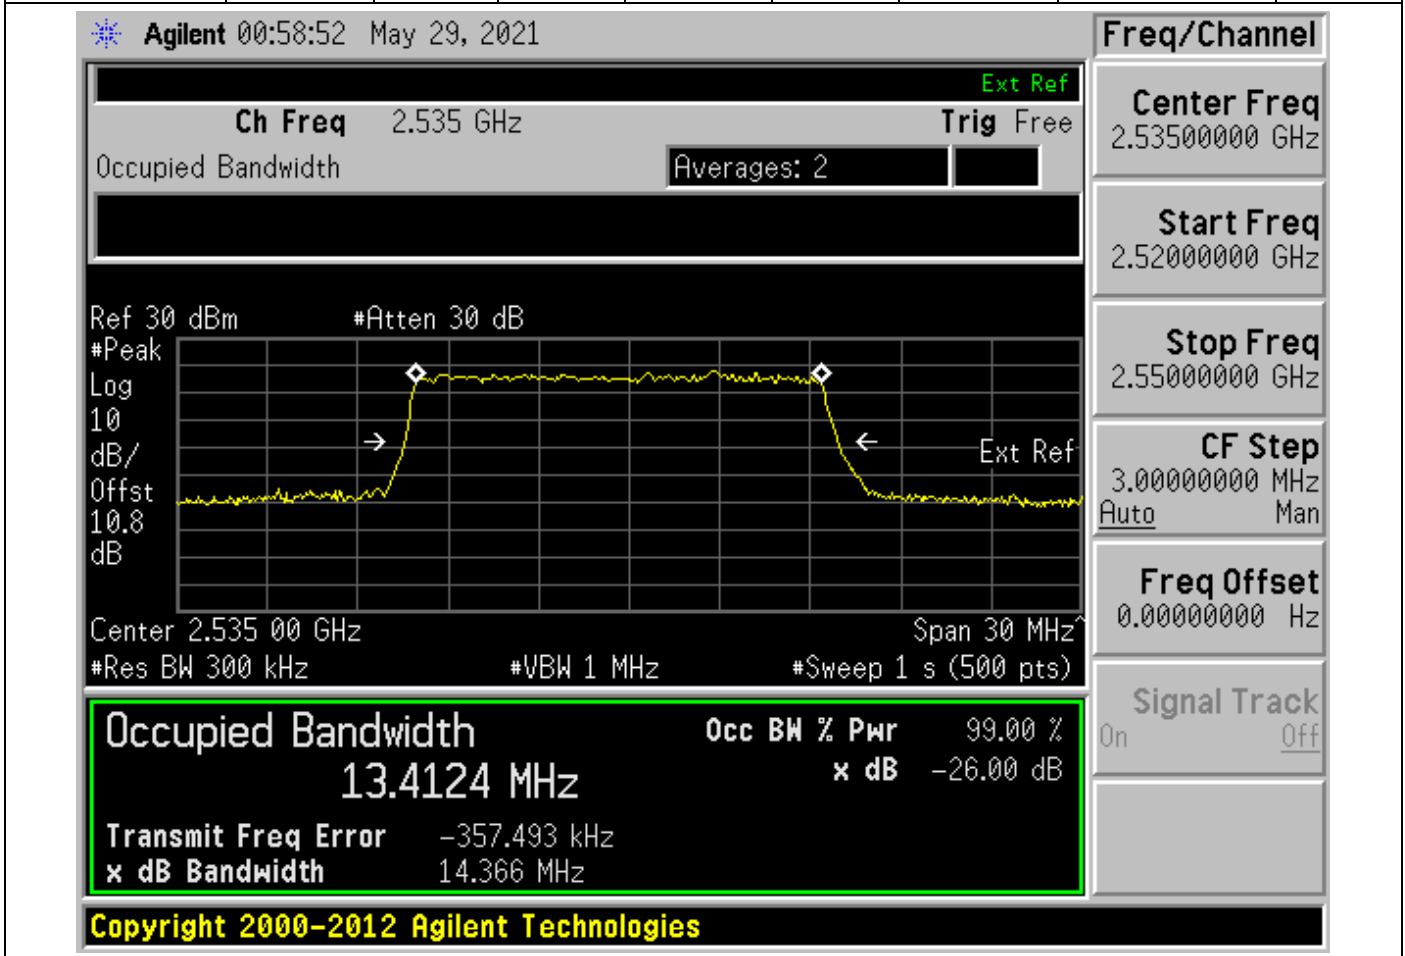 Agilent 00:58:52 May 29, 2021
Freq/Channel
Ext Ref
Ch Freq 2.535 GHz Trig Free
Occupied Bandwidth Averages: 2
Center Freq
2.53500000 GHz
Start Freq
2.52000000 GHz
Stop Freq
2.55000000 GHz
CF Step
3.00000000 MHz
Auto Man
Freq Offset
0.00000000 Hz
Signal Track
On Off
Ref 30 dBm #Atten 30 dB
#Peak
Log
10
dB/
Offst
10.8
dB
Ext Ref
Center 2.535 00 GHz Span 30 MHz^
#Res BW 300 kHz #VBW 1 MHz #Sweep 1 s (500 pts)
Occupied Bandwidth Occ BW % Pwr 99.00 %
13.4124 MHz x dB -26.00 dB
Transmit Freq Error -357.493 kHz
x dB Bandwidth 14.366 MHz
Copyright 2000-2012 Agilent Technologies